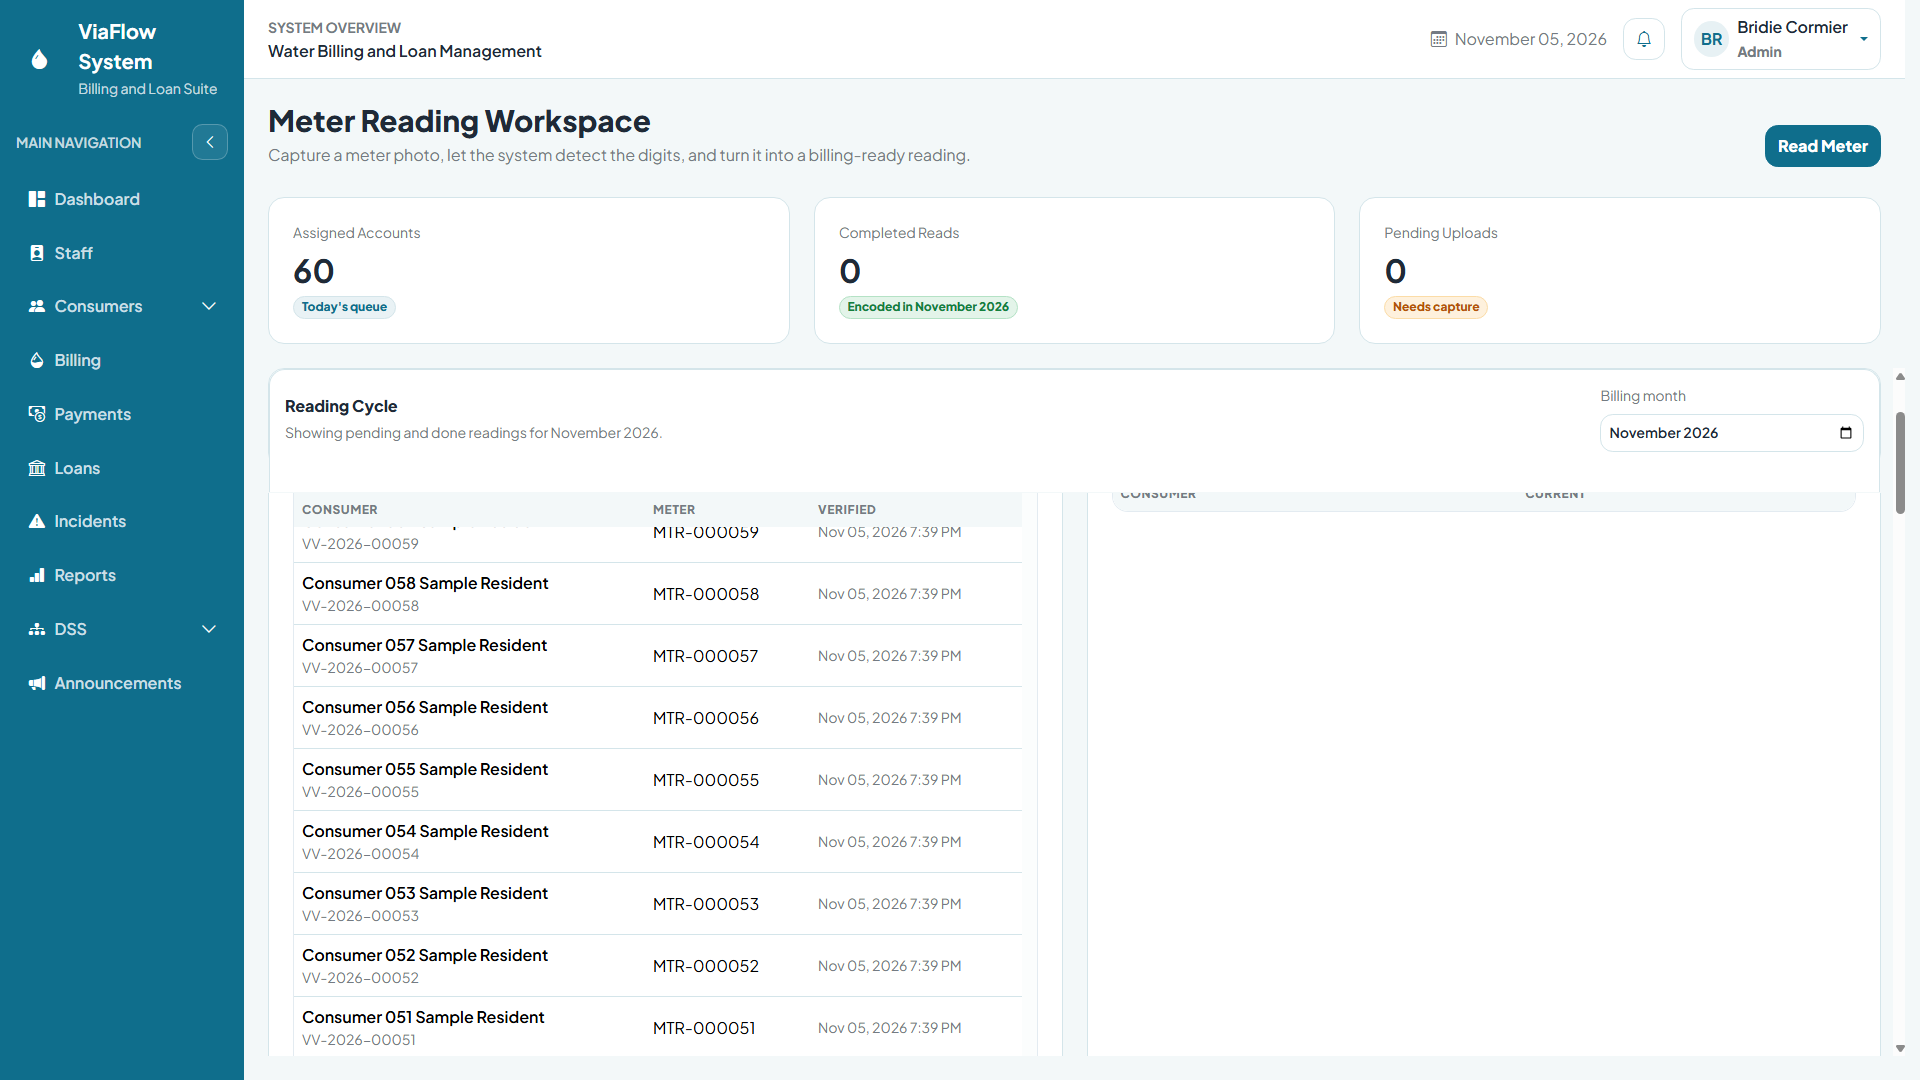 ViaFlow
System
Billing and Loan Suite
MAIN NAVIGATION
Dashboard
Staff
Consumers
Billing
Payments
Loans
Incidents
Reports
DSS
Announcements
SYSTEM OVERVIEW
Water Billing and Loan Management
November 05, 2026
BR
Bridie Cormier
Admin
Meter Reading Workspace
Capture a meter photo, let the system detect the digits, and turn it into a billing-ready reading.
Read Meter
Assigned Accounts
60
Today's queue
Completed Reads
0
Encoded in November 2026
Pending Uploads
0
Needs capture
Reading Cycle
Showing pending and done readings for November 2026.
Billing month
November 2026
CONSUMER METER VERIFIED
MTR-000059 Nov 05, 2026 7:39 PM
VV-2026-00059
Consumer 058 Sample Resident
VV-2026-00058
MTR-000058 Nov 05, 2026 7:39 PM
Consumer 057 Sample Resident
VV-2026-00057
MTR-000057 Nov 05, 2026 7:39 PM
Consumer 056 Sample Resident
VV-2026-00056
MTR-000056 Nov 05, 2026 7:39 PM
Consumer 055 Sample Resident
VV-2026-00055
MTR-000055 Nov 05, 2026 7:39 PM
Consumer 054 Sample Resident
VV-2026-00054
MTR-000054 Nov 05, 2026 7:39 PM
Consumer 053 Sample Resident
VV-2026-00053
MTR-000053 Nov 05, 2026 7:39 PM
Consumer 052 Sample Resident
VV-2026-00052
MTR-000052 Nov 05, 2026 7:39 PM
Consumer 051 Sample Resident
VV-2026-00051
MTR-000051 Nov 05, 2026 7:39 PM
CONSUMER CURRENT